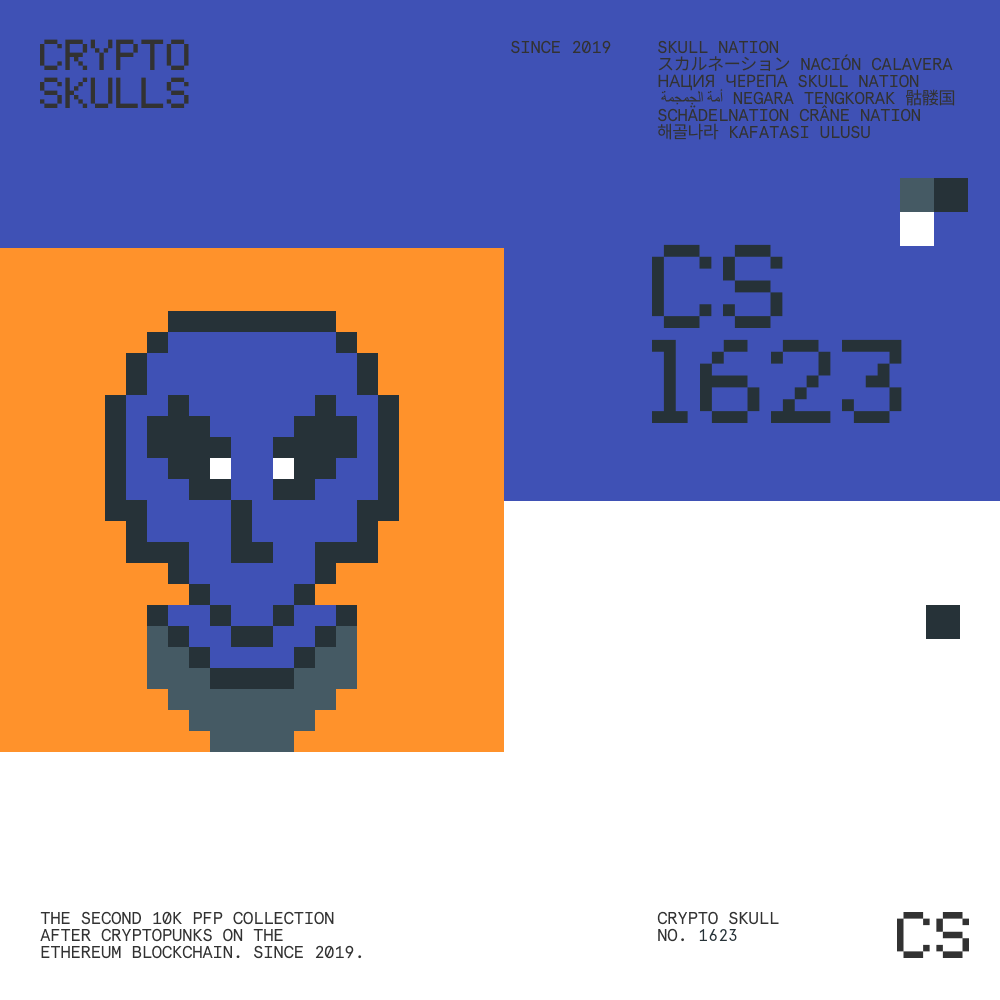 CRYPTO
SKULLS
SINCE 2019
SKULL NATION
スカルネーション NACIÓN CALAVERA
НАЦИЯ ЧЕРЕПА SKULL NATION
أمة الجمجمة NEGARA TENGKORAK 骷髅国
SCHÄDELNATION CRÂNE NATION
해골나라 KAFATASI ULUSU
CS
1623
THE SECOND 10K PFP COLLECTION
AFTER CRYPTOPUNKS ON THE
ETHEREUM BLOCKCHAIN. SINCE 2019.
CRYPTO SKULL
NO. 1623
CS